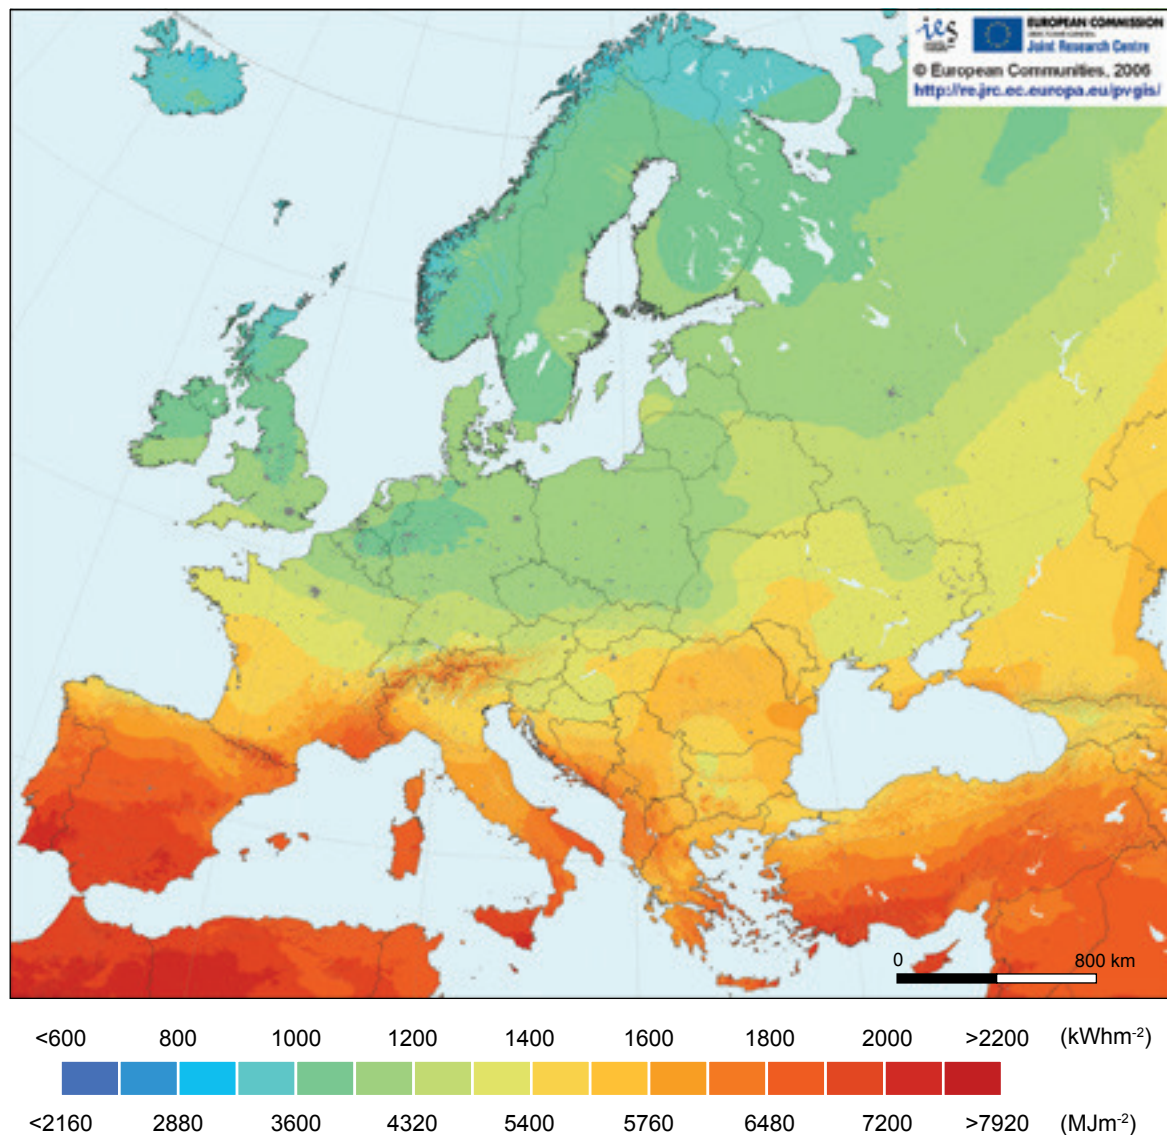 ies
EUROPEAN COMMISSION
Joint Research Centre
© European Communities, 2006
http://re.jrc.ec.europa.eu/pvgis/
0 800 km
<600 800 1000 1200 1400 1600 1800 2000 >2200 (kWhm-2)
<2160 2880 3600 4320 5400 5760 6480 7200 >7920 (MJm-2)